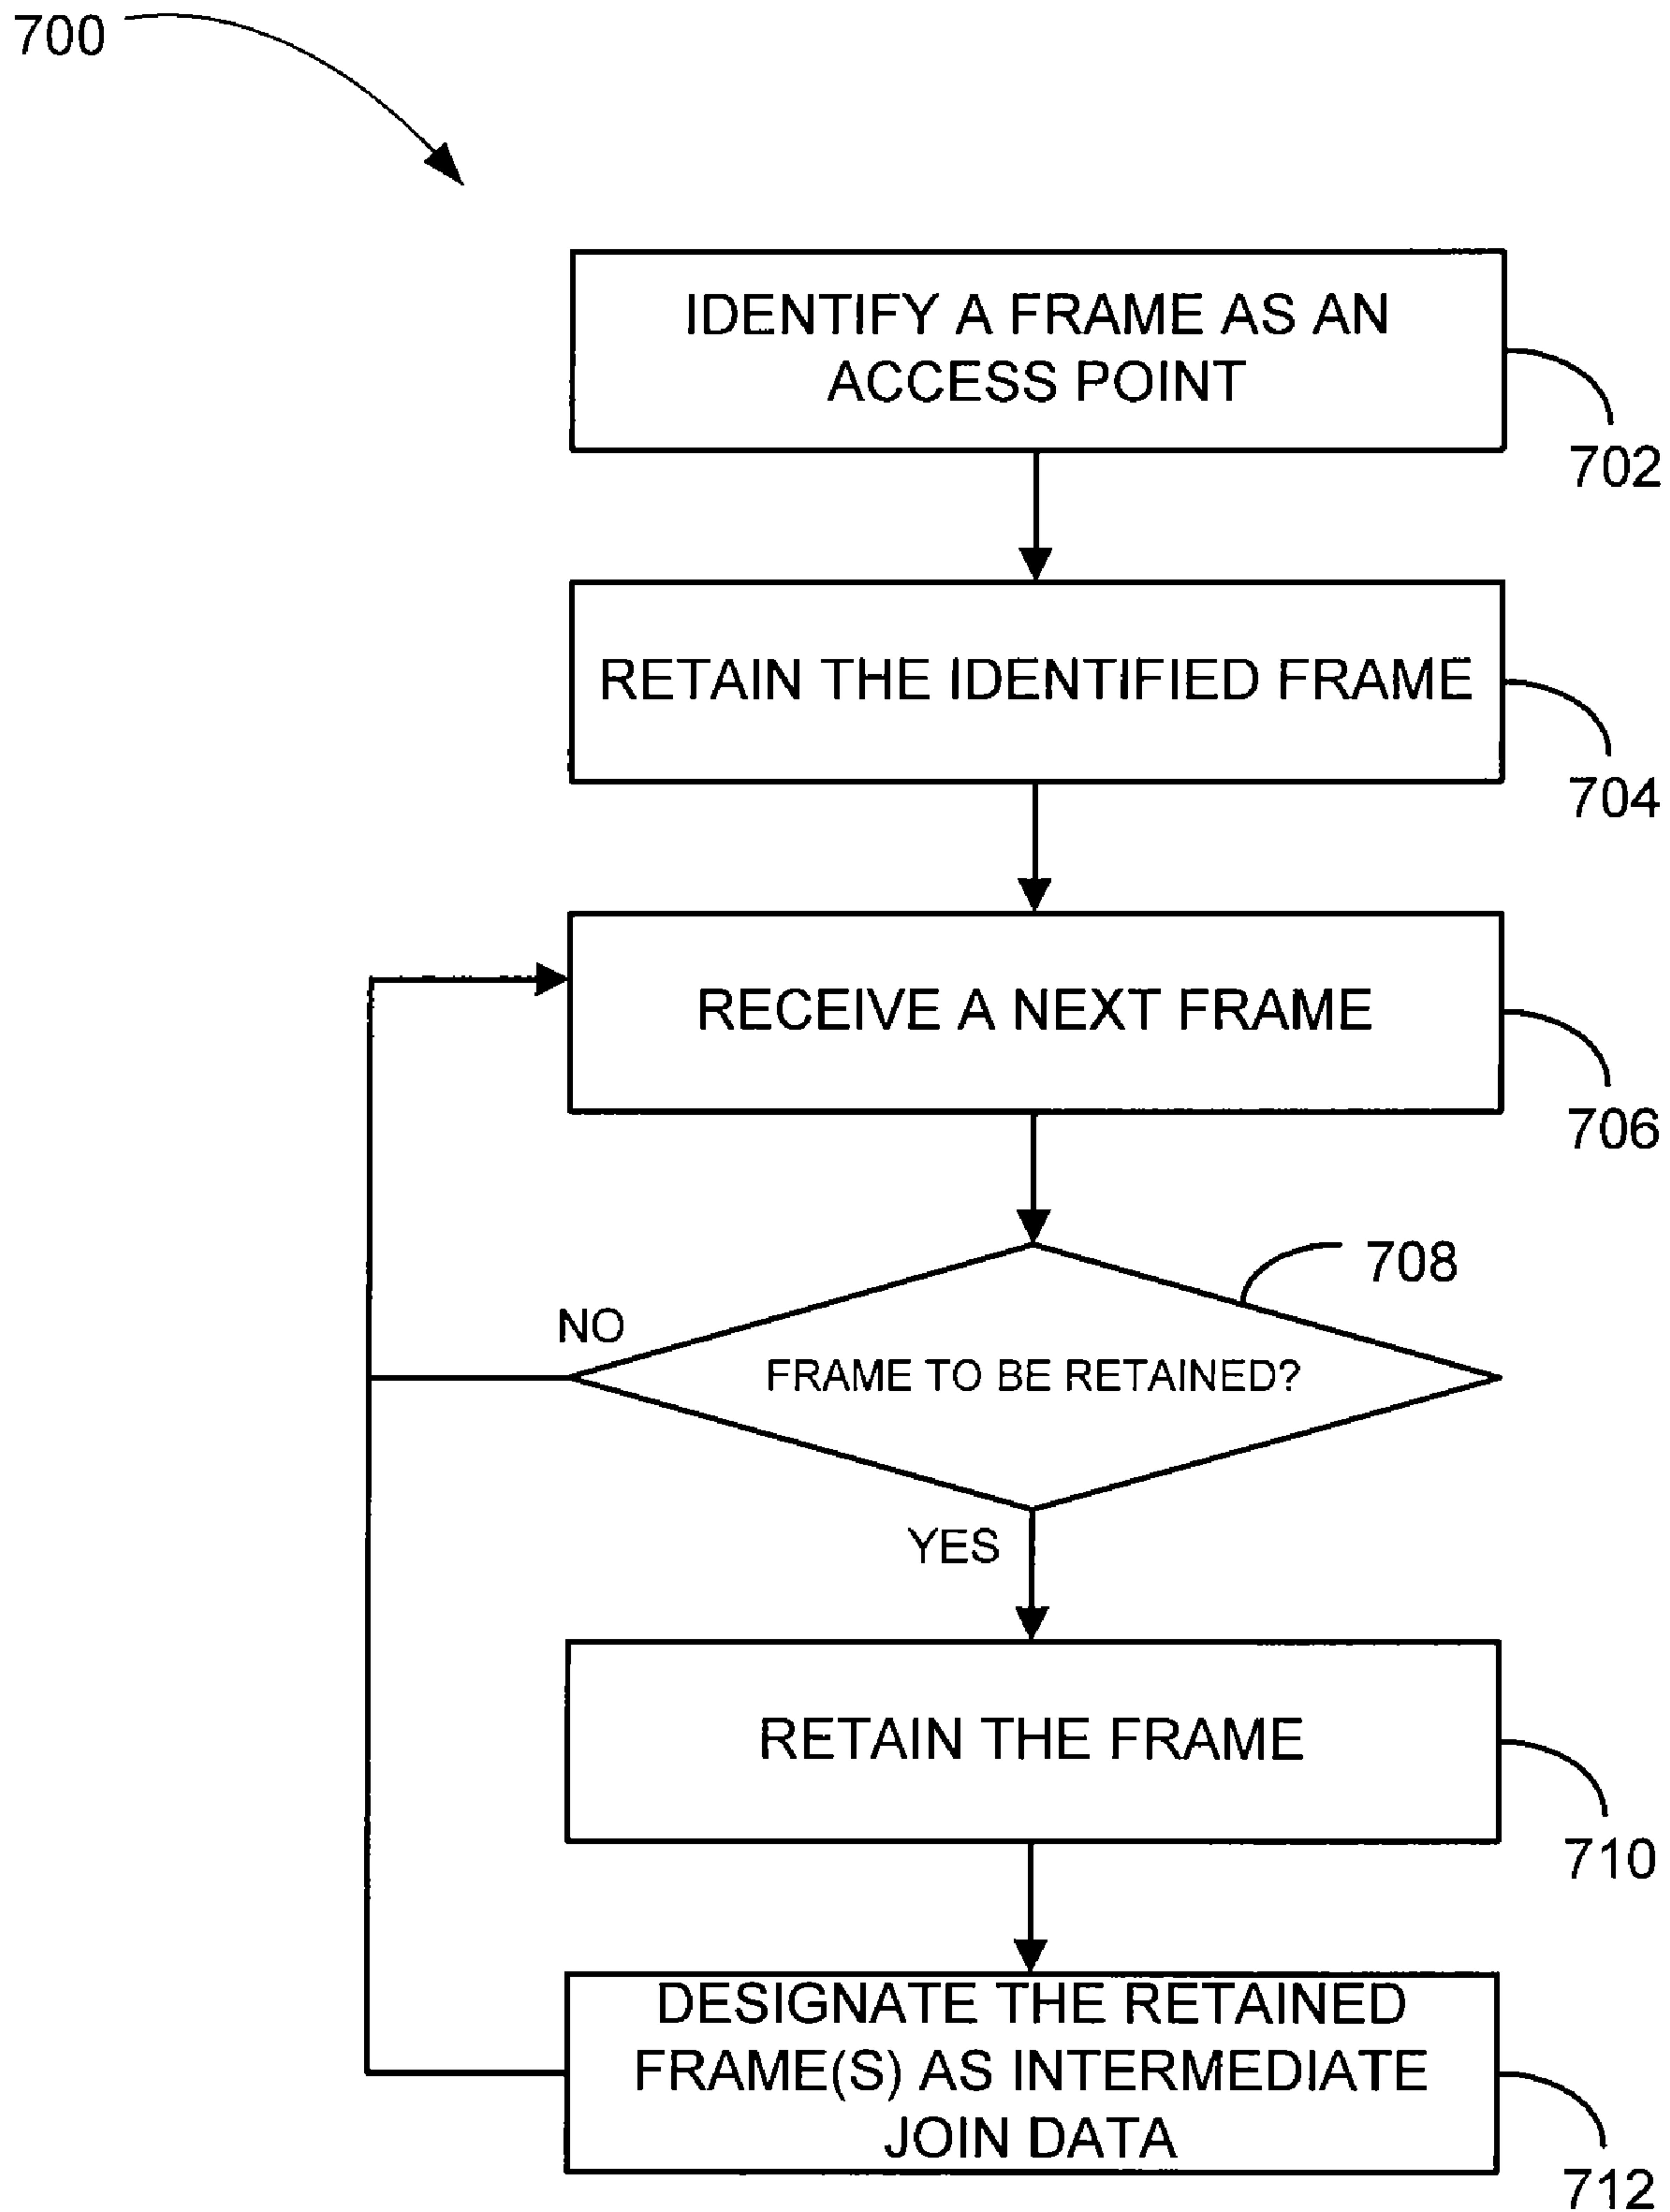 700
IDENTIFY A FRAME AS AN
ACCESS POINT
702
RETAIN THE IDENTIFIED FRAME
704
RECEIVE A NEXT FRAME
706
708
NO
FRAME TO BE RETAINED?
YES
RETAIN THE FRAME
710
DESIGNATE THE RETAINED
FRAME(S) AS INTERMEDIATE
JOIN DATA
712